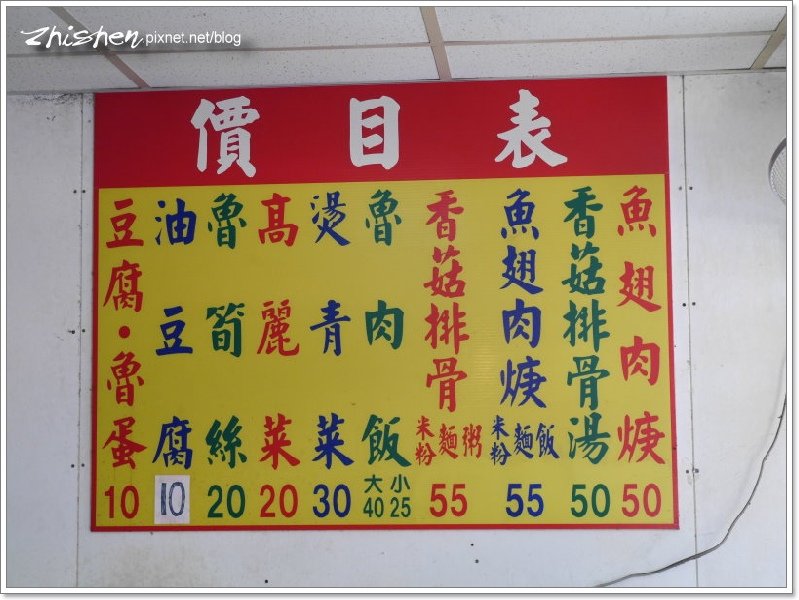 zhishen.pixnet.net/blog
價目表
魚翅肉焿 50
香菇排骨湯 50
魚翅肉焿 米粉 麵 飯 55
香菇排骨 米粉 麵 粥 55
魯肉飯 大40 小25
燙青菜 30
高麗菜 20
魯筍絲 20
油豆腐 10
豆腐・魯蛋 10